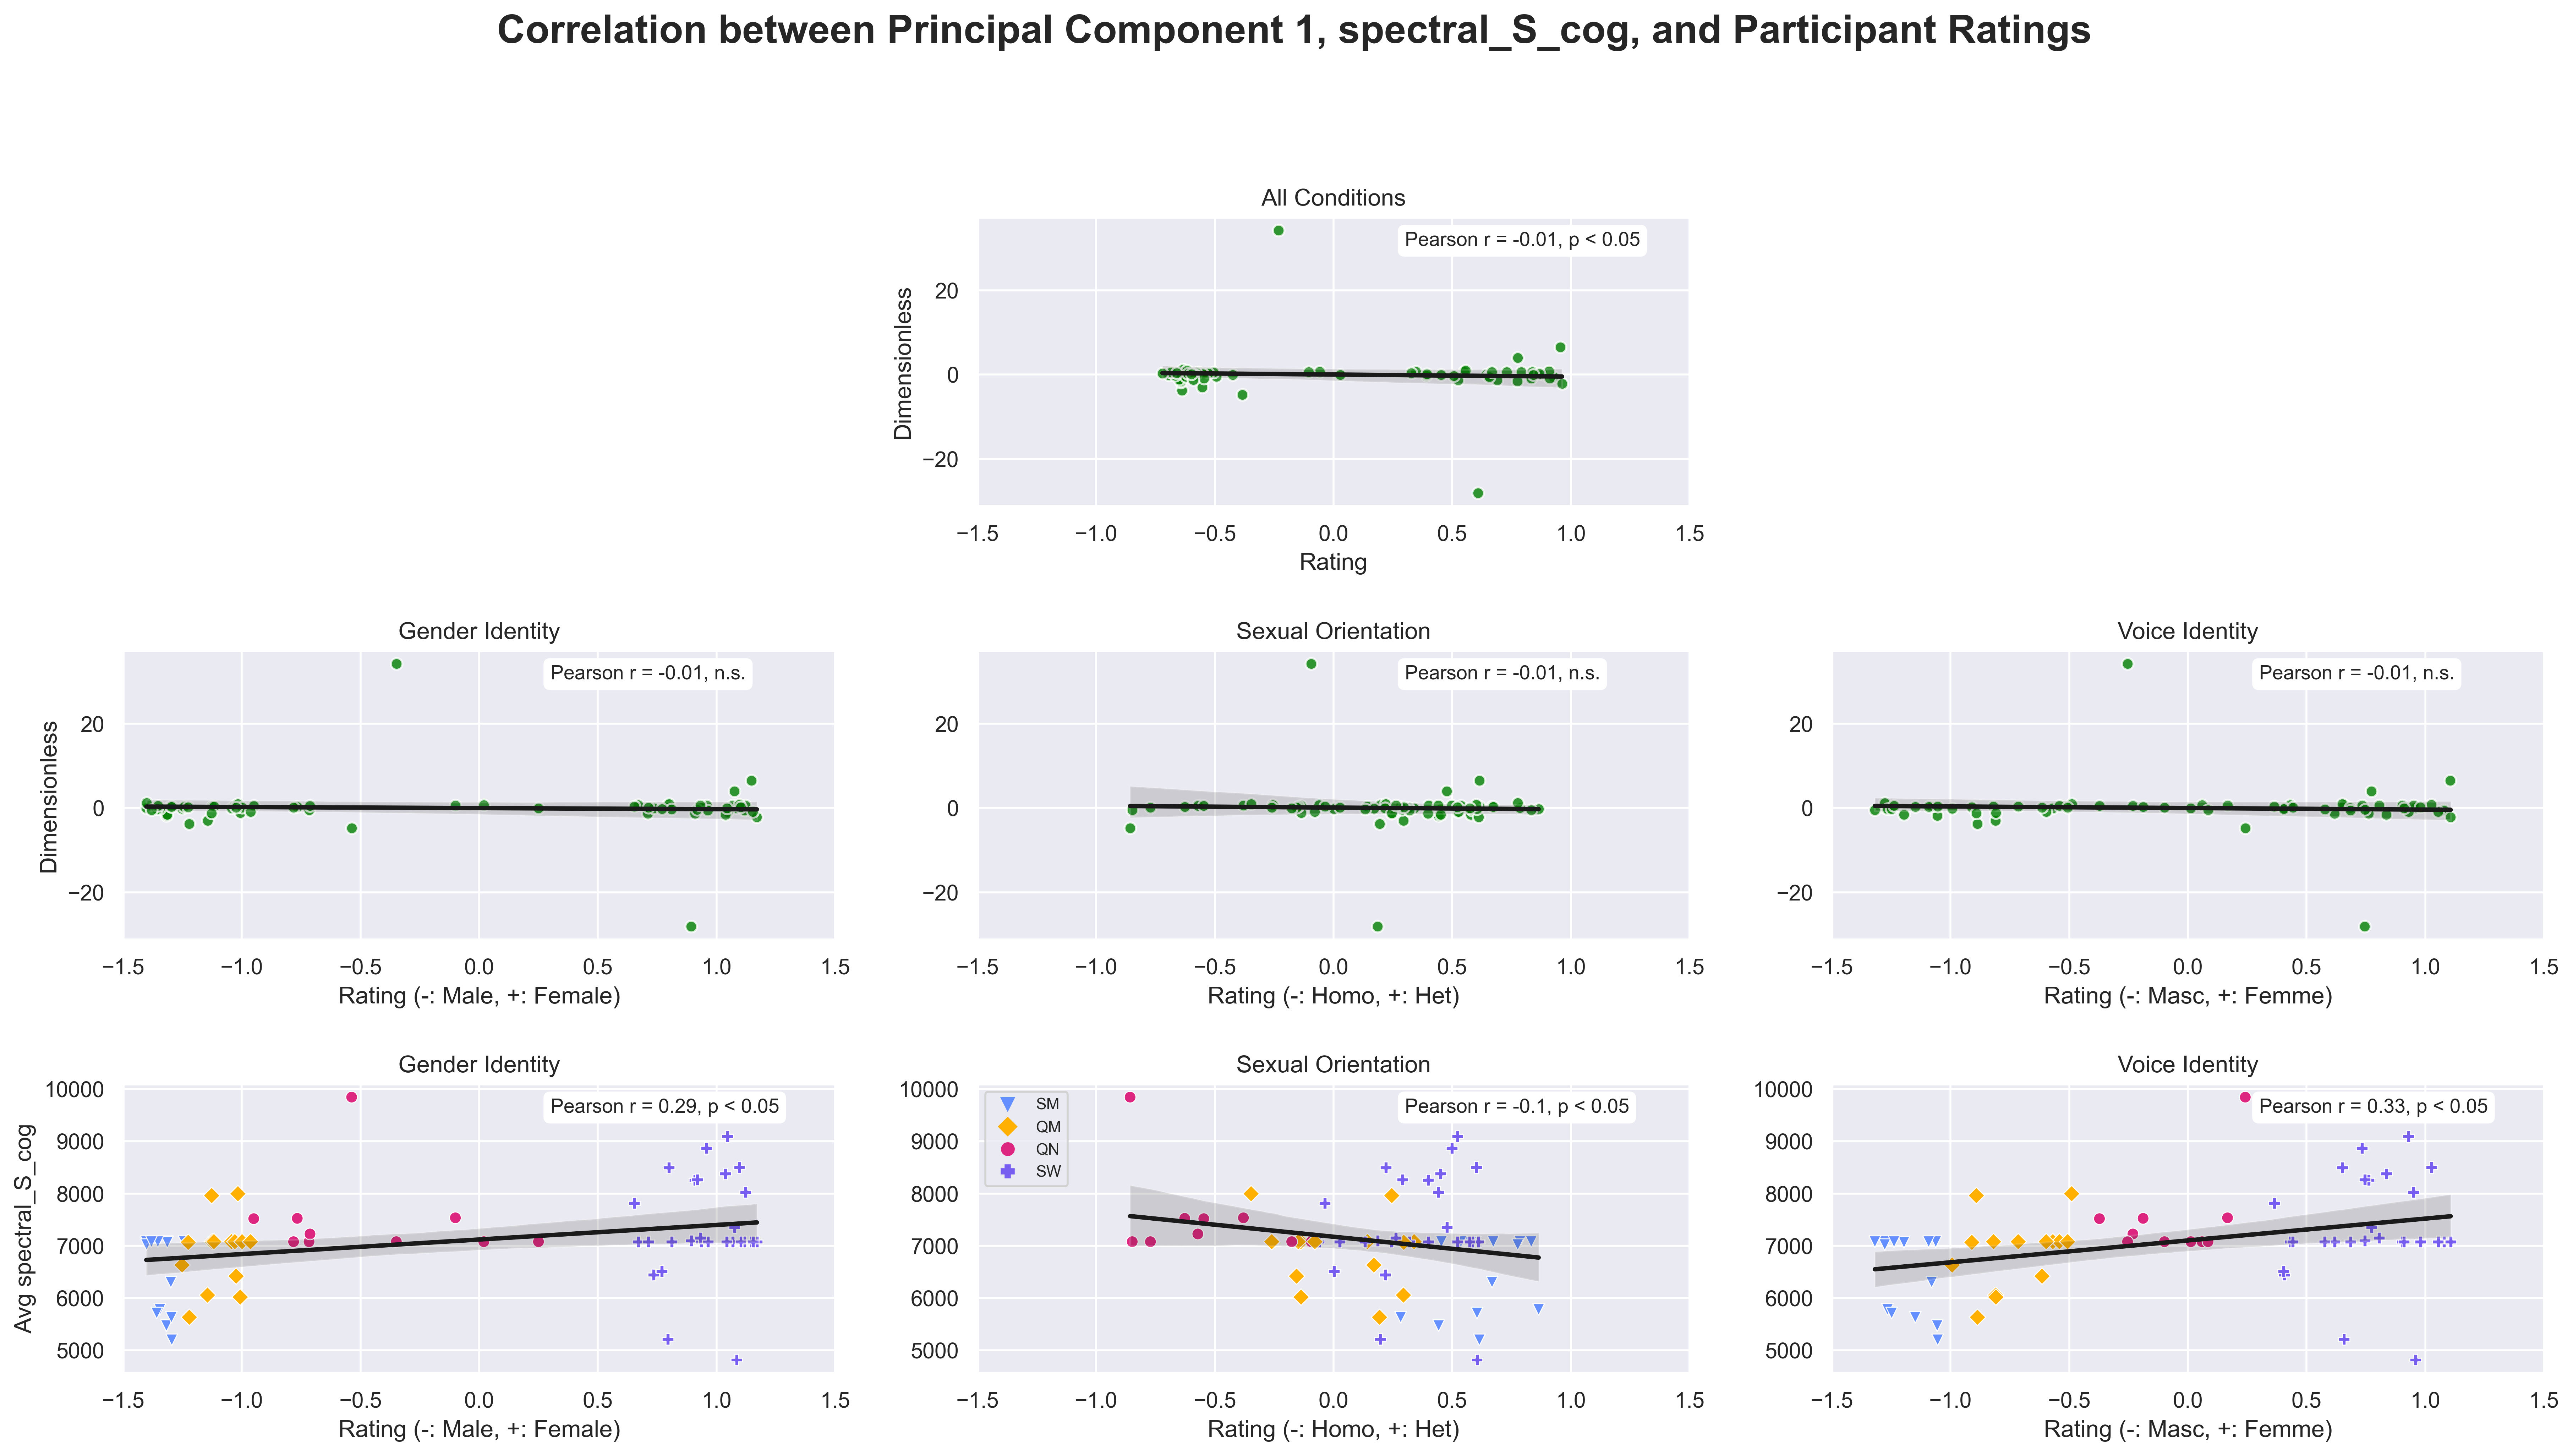 Correlation between Principal Component 1, spectral_S_cog, and Participant Ratings
All Conditions
Pearson r = -0.01, p < 0.05
Dimensionless
20
0
−20
−1.5 −1.0 −0.5 0.0 0.5 1.0 1.5
Rating
Gender Identity
Pearson r = -0.01, n.s.
Dimensionless
20
0
−20
−1.5 −1.0 −0.5 0.0 0.5 1.0 1.5
Rating (-: Male, +: Female)
Sexual Orientation
Pearson r = -0.01, n.s.
20
0
−20
−1.5 −1.0 −0.5 0.0 0.5 1.0 1.5
Rating (-: Homo, +: Het)
Voice Identity
Pearson r = -0.01, n.s.
20
0
−20
−1.5 −1.0 −0.5 0.0 0.5 1.0 1.5
Rating (-: Masc, +: Femme)
Gender Identity
Pearson r = 0.29, p < 0.05
Avg spectral_S_cog
10000
9000
8000
7000
6000
5000
−1.5 −1.0 −0.5 0.0 0.5 1.0 1.5
Rating (-: Male, +: Female)
Sexual Orientation
Pearson r = -0.1, p < 0.05
SM
QM
QN
SW
10000
9000
8000
7000
6000
5000
−1.5 −1.0 −0.5 0.0 0.5 1.0 1.5
Rating (-: Homo, +: Het)
Voice Identity
Pearson r = 0.33, p < 0.05
10000
9000
8000
7000
6000
5000
−1.5 −1.0 −0.5 0.0 0.5 1.0 1.5
Rating (-: Masc, +: Femme)